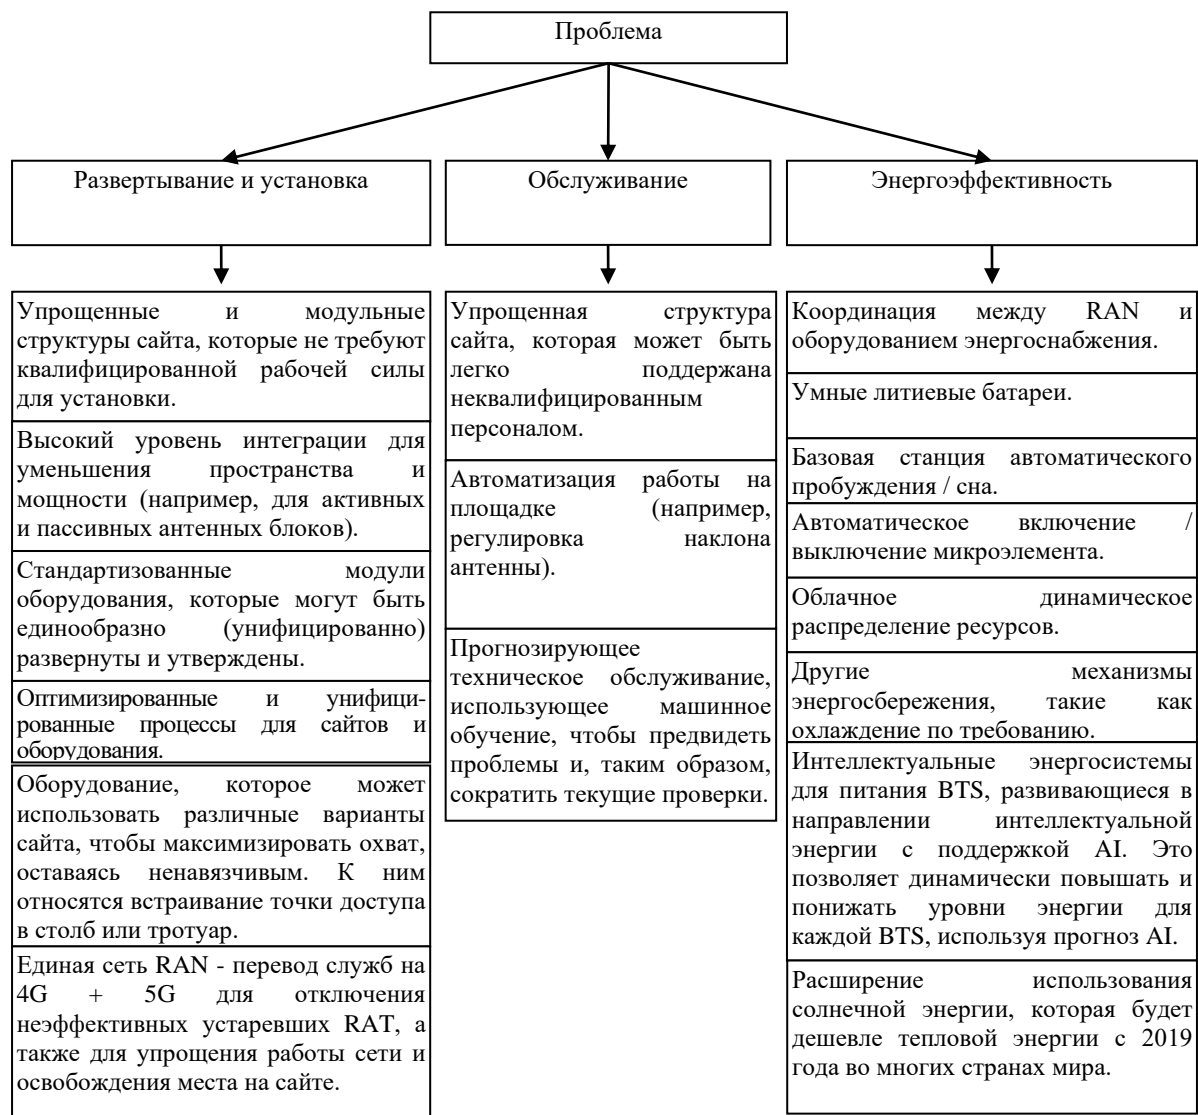 Проблема
Развертывание и установка
Обслуживание
Энергоэффективность
Упрощенные и модульные
структуры сайта, которые не требуют
квалифицированной рабочей силы
для установки.
Высокий уровень интеграции для
уменьшения пространства и
мощности (например, для активных
и пассивных антенных блоков).
Стандартизованные модули
оборудования, которые могут быть
единообразно (унифицированно)
развернуты и утверждены.
Оптимизированные и унифици-
рованные процессы для сайтов и
оборудования.
Оборудование, которое может
использовать различные варианты
сайта, чтобы максимизировать охват,
оставаясь ненавязчивым. К ним
относятся встраивание точки доступа
в столб или тротуар.
Единая сеть RAN - перевод служб на
4G + 5G для отключения
неэффективных устаревших RAT, а
также для упрощения работы сети и
освобождения места на сайте.
Упрощенная структура
сайта, которая может быть
легко поддержана
неквалифицированным
персоналом.
Автоматизация работы на
площадке (например,
регулировка наклона
антенны).
Прогнозирующее
техническое обслуживание,
использующее машинное
обучение, чтобы предвидеть
проблемы и, таким образом,
сократить текущие проверки.
Координация между RAN и
оборудованием энергоснабжения.
Умные литиевые батареи.
Базовая станция автоматического
пробуждения / сна.
Автоматическое включение /
выключение микроэлемента.
Облачное динамическое
распределение ресурсов.
Другие механизмы
энергосбережения, такие как
охлаждение по требованию.
Интеллектуальные энергосистемы
для питания BTS, развивающиеся в
направлении интеллектуальной
энергии с поддержкой AI. Это
позволяет динамически повышать и
понижать уровни энергии для
каждой BTS, используя прогноз AI.
Расширение использования
солнечной энергии, которая будет
дешевле тепловой энергии с 2019
года во многих странах мира.